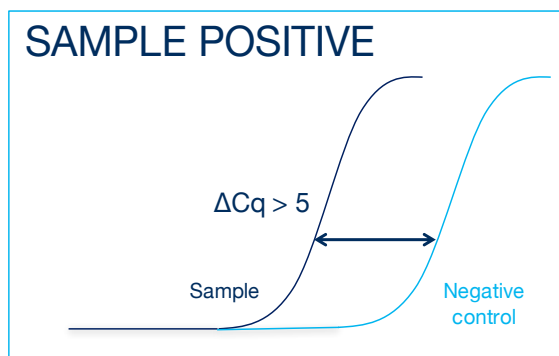 SAMPLE POSITIVE
ΔCq > 5
Sample
Negative
control